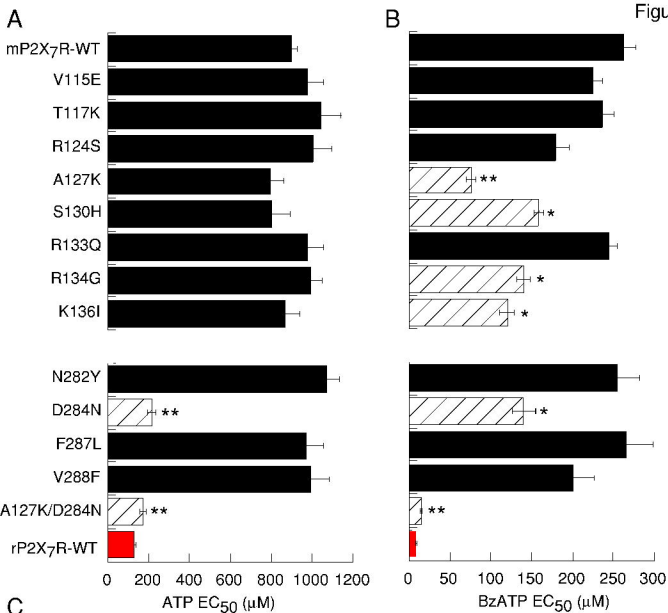 A
B
Figu
mP2X7R-WT
V115E
T117K
R124S
A127K
**
S130H
*
R133Q
R134G
*
K136I
*
N282Y
D284N
**
*
F287L
V288F
A127K/D284N
**
**
rP2X7R-WT
0 200 400 600 800 1000 1200
0 50 100 150 200 250 300
C
ATP EC50 (μM)
BzATP EC50 (μM)